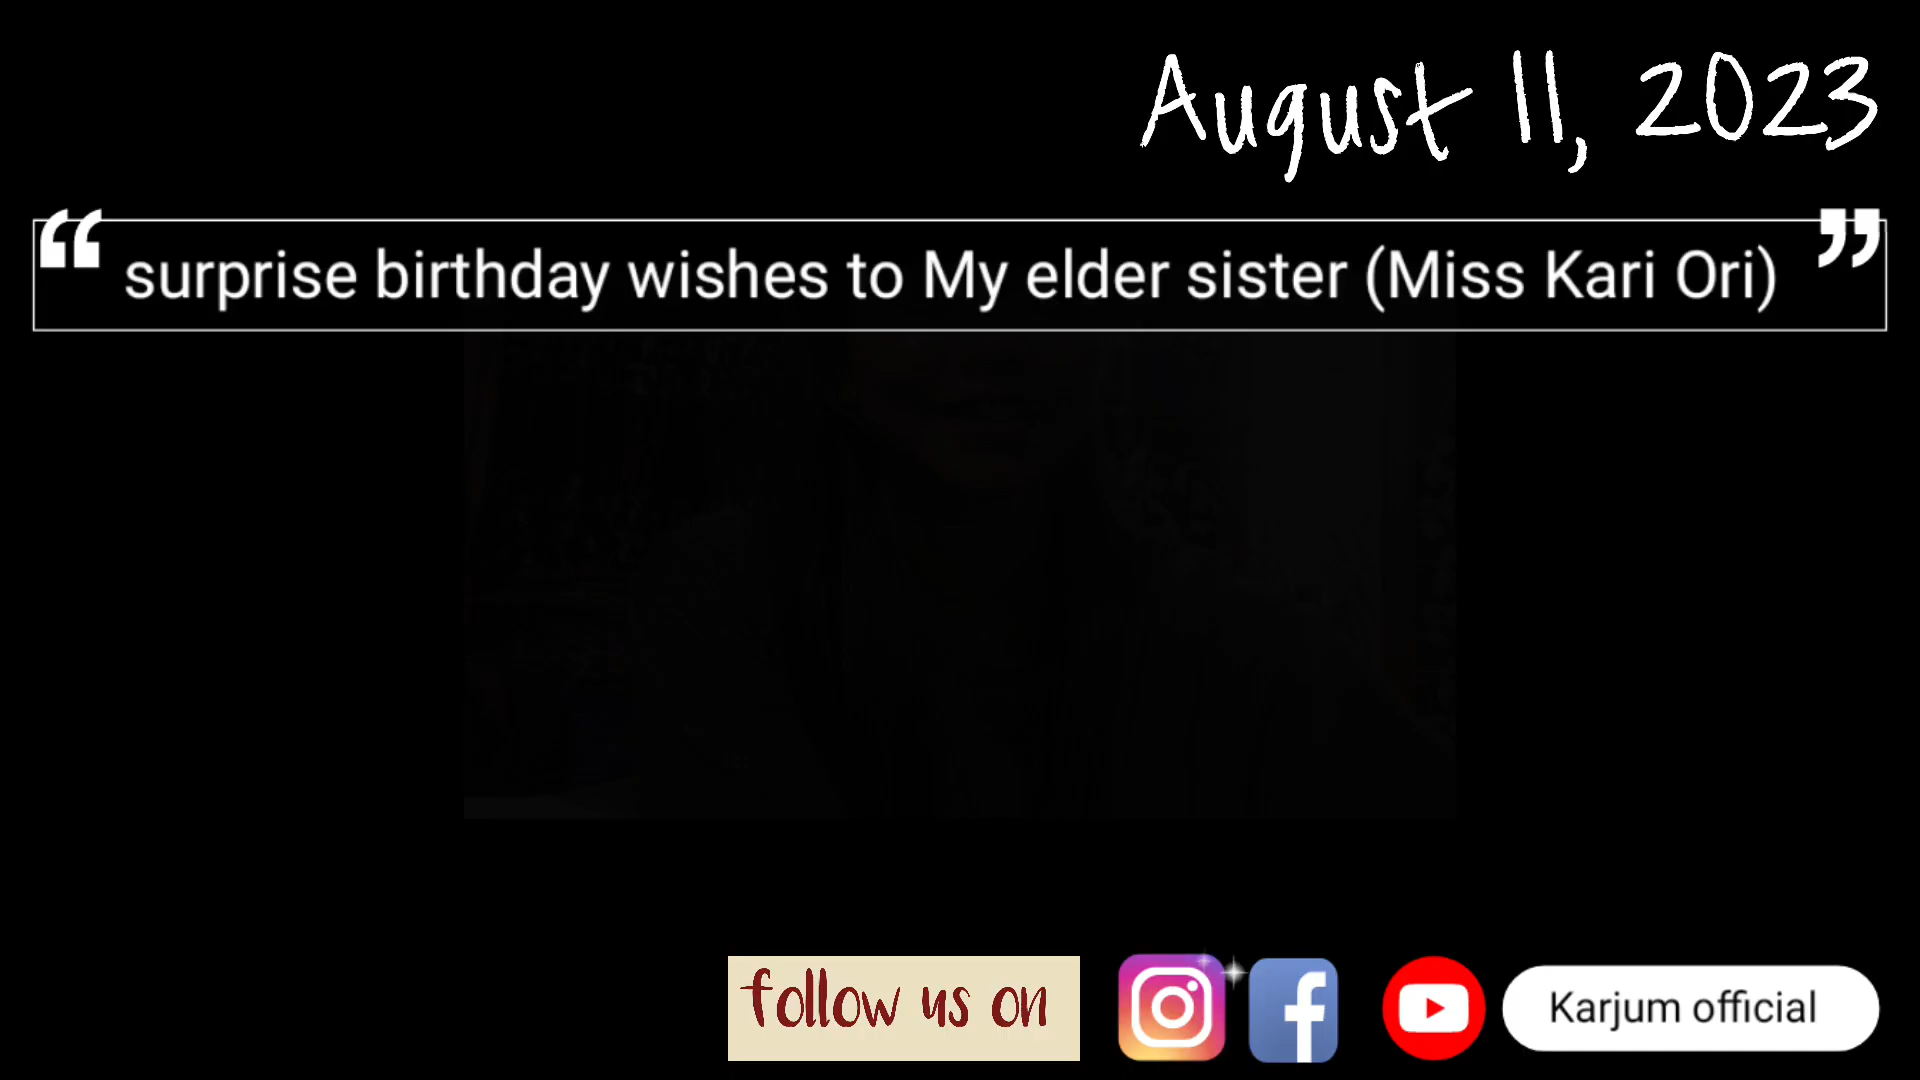 August 11, 2023
“surprise birthday wishes to My elder sister (Miss Kari Ori)”
follow us on
Karjum official